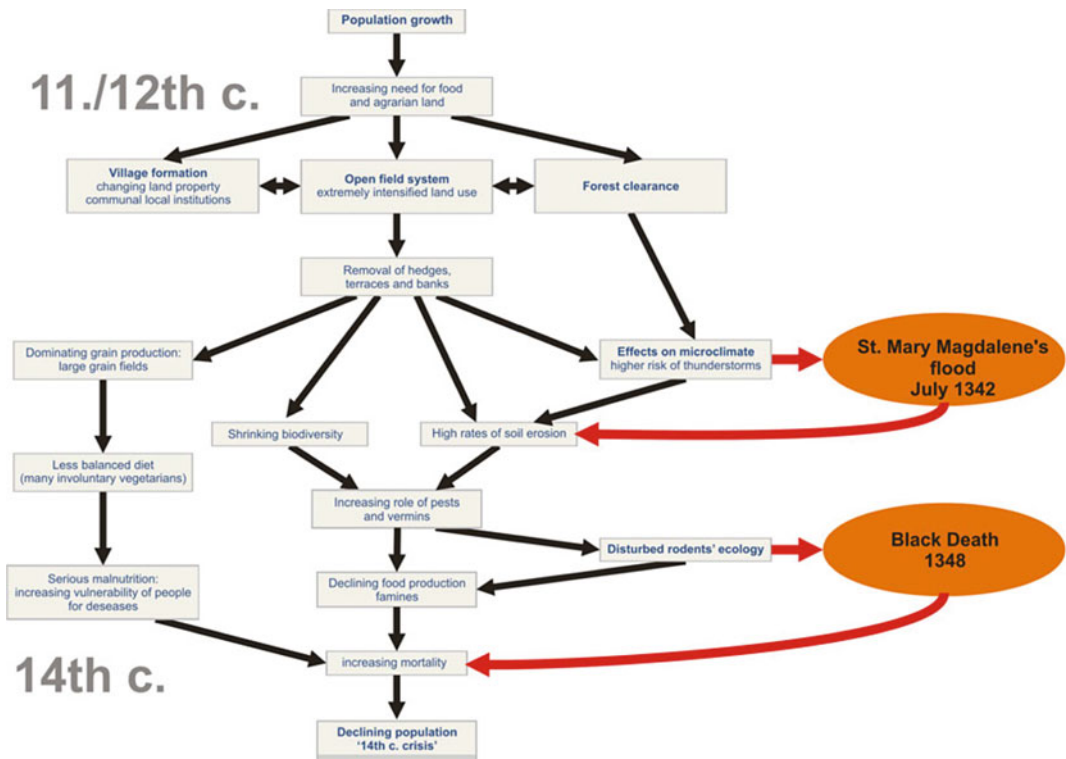 Population growth
11./12th c.
Increasing need for food
and agrarian land
Village formation
changing land property
communal local institutions
Open field system
extremely intensified land use
Forest clearance
Removal of hedges,
terraces and banks
Dominating grain production:
large grain fields
Effects on microclimate
higher risk of thunderstorms
St. Mary Magdalene's
flood
July 1342
Shrinking biodiversity
High rates of soil erosion
Less balanced diet
(many involuntary vegetarians)
Increasing role of pests
and vermins
Disturbed rodents' ecology
Black Death
1348
Serious malnutrition:
increasing vulnerability of people
for deseases
Declining food production
famines
14th c.
increasing mortality
Declining population
‘14th c. crisis’